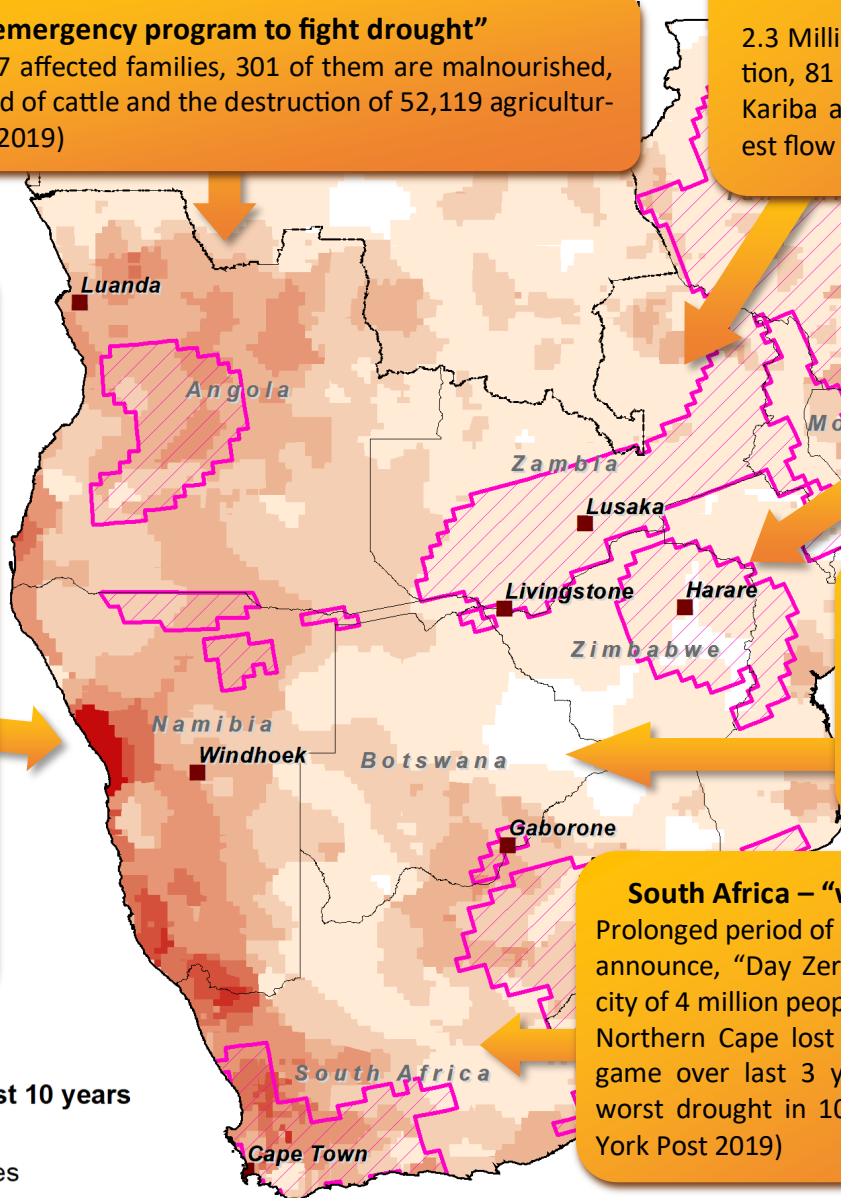 emergency program to fight drought”
7 affected families, 301 of them are malnourished,
d of cattle and the destruction of 52,119 agricultur-
2019)
2.3 Milli
tion, 81
Kariba a
est flow
Luanda
Angola
Zambia
Mo
Lusaka
Livingstone
Harare
Zimbabwe
Namibia
Windhoek
Botswana
Gaborone
South Africa – “w
Prolonged period of
announce, “Day Zer
city of 4 million peop
Northern Cape lost
game over last 3 y
worst drought in 10
York Post 2019)
South Africa
st 10 years
Cape Town
es